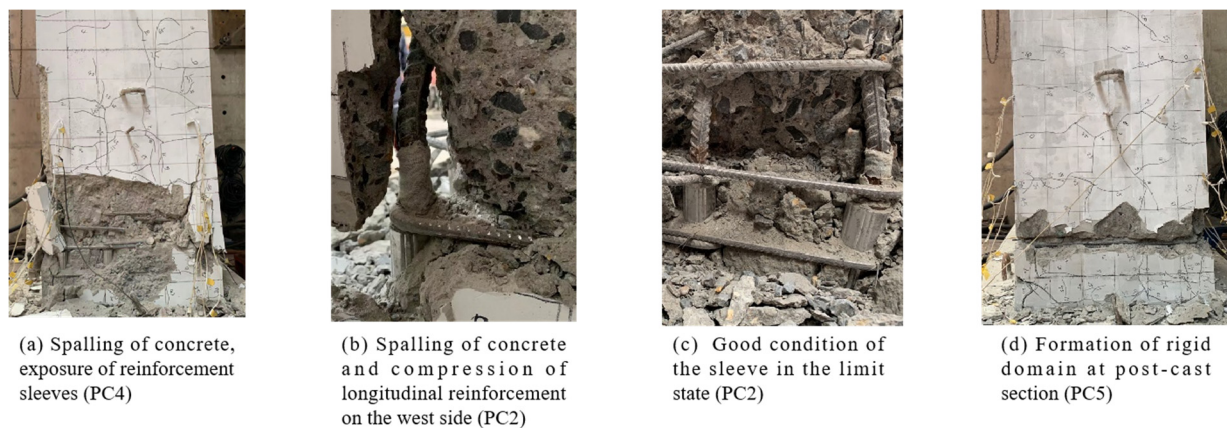 (a) Spalling of concrete,
exposure of reinforcement
sleeves (PC4)
(b) Spalling of concrete
and compression of
longitudinal reinforcement
on the west side (PC2)
(c) Good condition of
the sleeve in the limit
state (PC2)
(d) Formation of rigid
domain at post-cast
section (PC5)